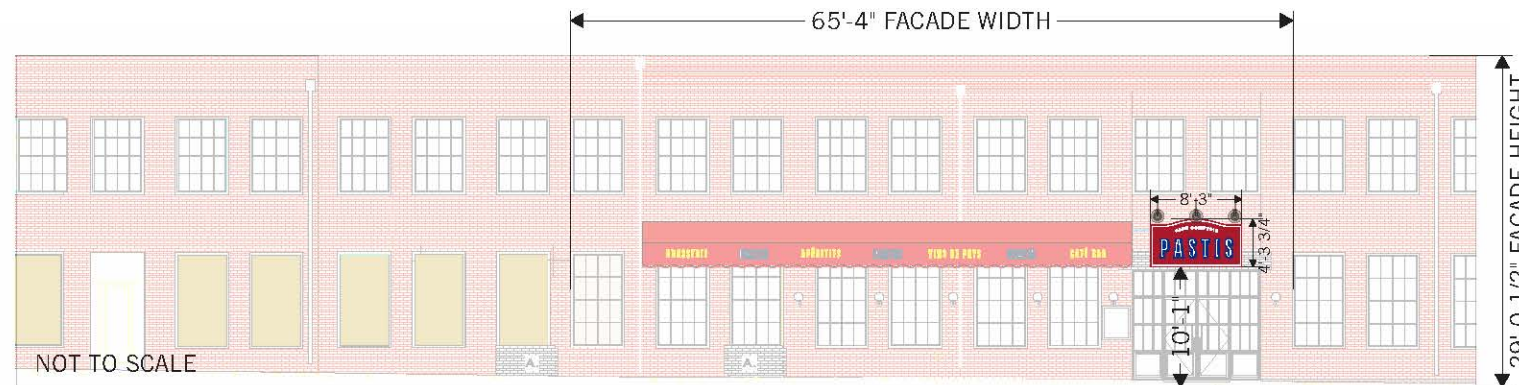 65'-4" FACADE WIDTH
8'-3"
4'-3 3/4"
PASTIS
BRASSERIE
APÉRITIFS
VINS DE PAYS
CAFÉ BAR
10'-1"
A.
A.
NOT TO SCALE
29'-0 1/2" FACADE HEIGHT